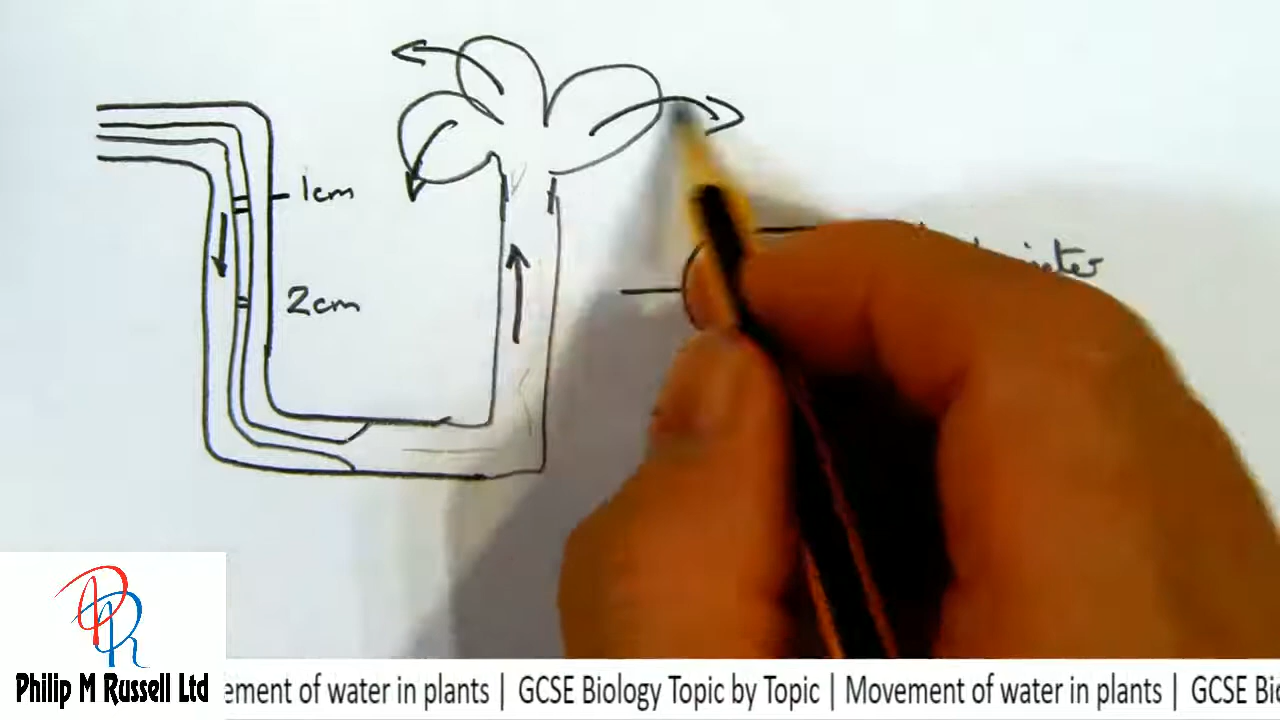 1cm
2cm
Philip M Russell Ltd
ement of water in plants | GCSE Biology Topic by Topic | Movement of water in plants | GCSE Bi